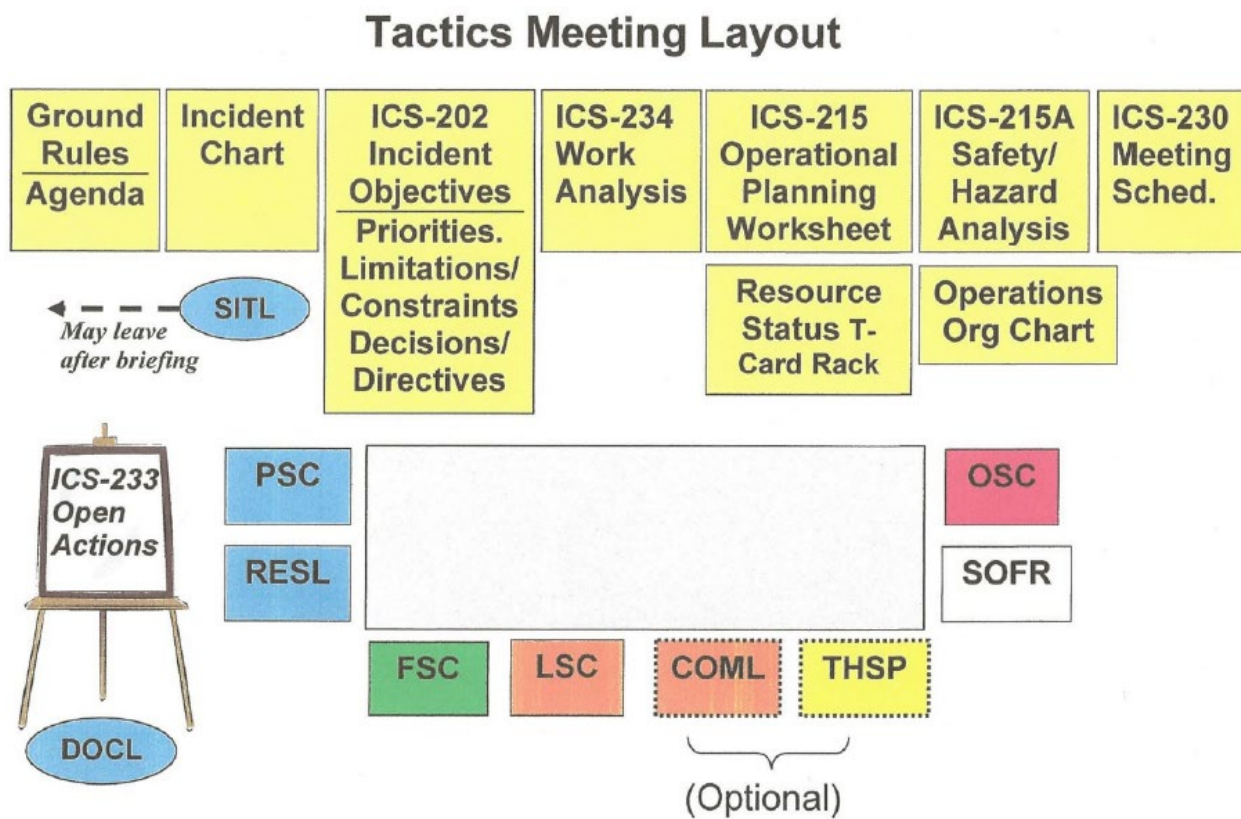 Tactics Meeting Layout
Ground
Rules
Agenda
Incident
Chart
ICS-202
Incident
Objectives
Priorities.
Limitations/
Constraints
Decisions/
Directives
ICS-234
Work
Analysis
ICS-215
Operational
Planning
Worksheet
ICS-215A
Safety/
Hazard
Analysis
ICS-230
Meeting
Sched.
SITL
May leave
after briefing
Resource
Status T-
Card Rack
Operations
Org Chart
ICS-233
Open
Actions
PSC
OSC
RESL
SOFR
FSC
LSC
COML
THSP
DOCL
(Optional)